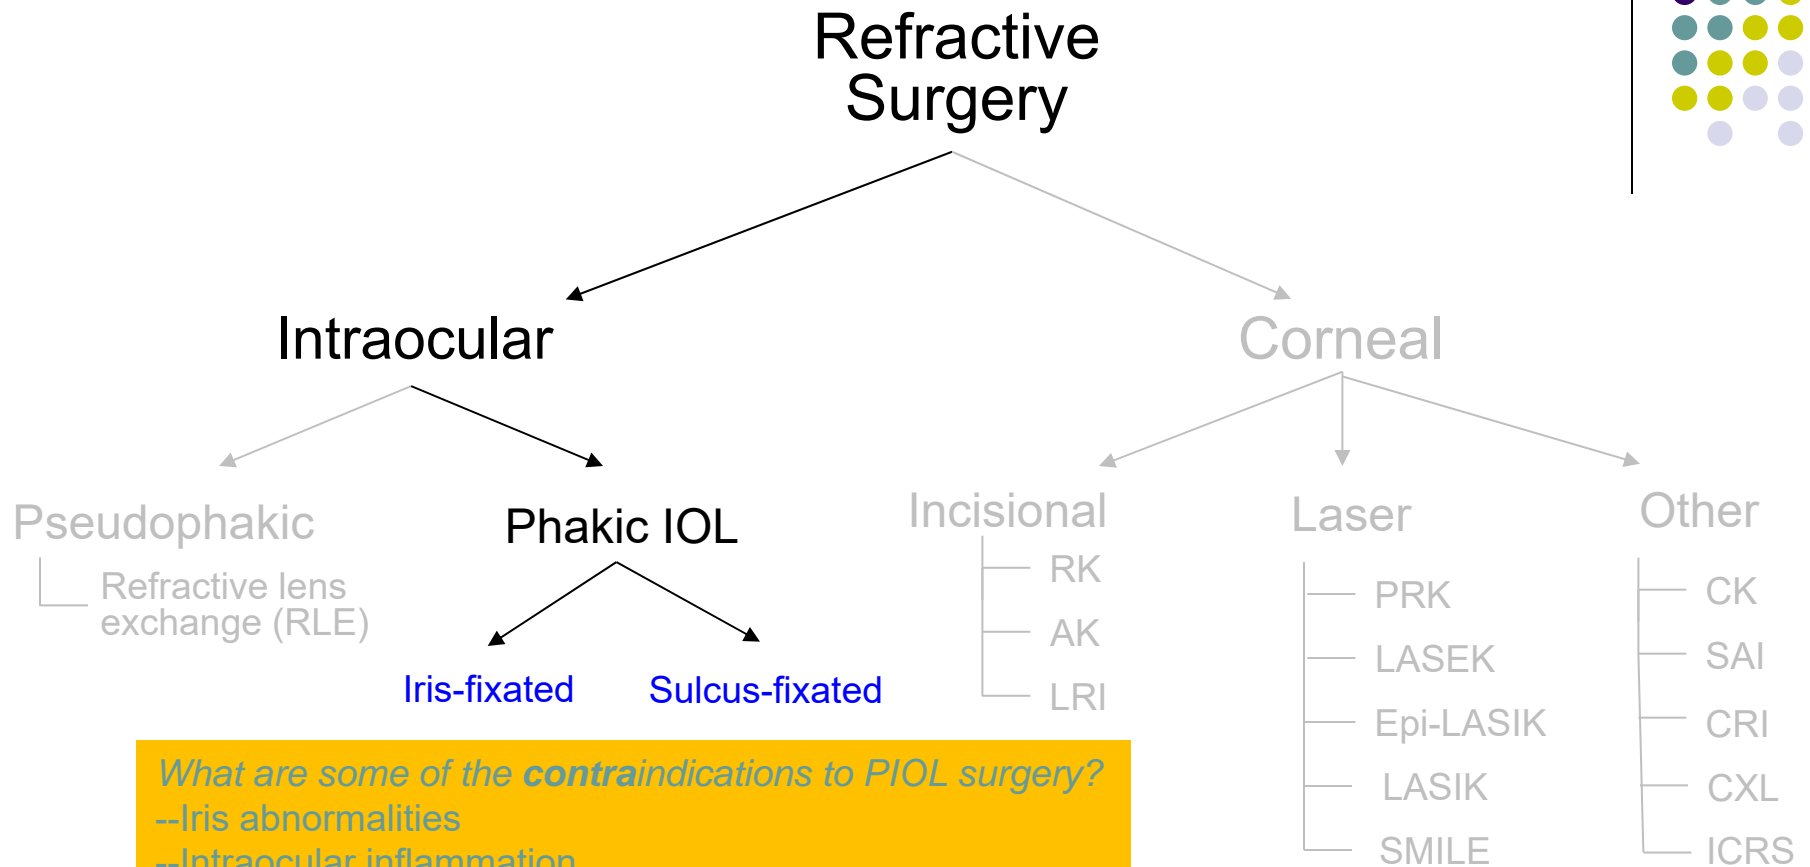 Refractive
Surgery
Intraocular
Corneal
Pseudophakic
Refractive lens
exchange (RLE)
Phakic IOL
Iris-fixated
Sulcus-fixated
Incisional
RK
AK
LRI
Laser
PRK
LASEK
Epi-LASIK
LASIK
SMILE
Other
CK
SAI
CRI
CXL
ICRS
What are some of the contraindications to PIOL surgery?
--Iris abnormalities
--Intraocular inflammation